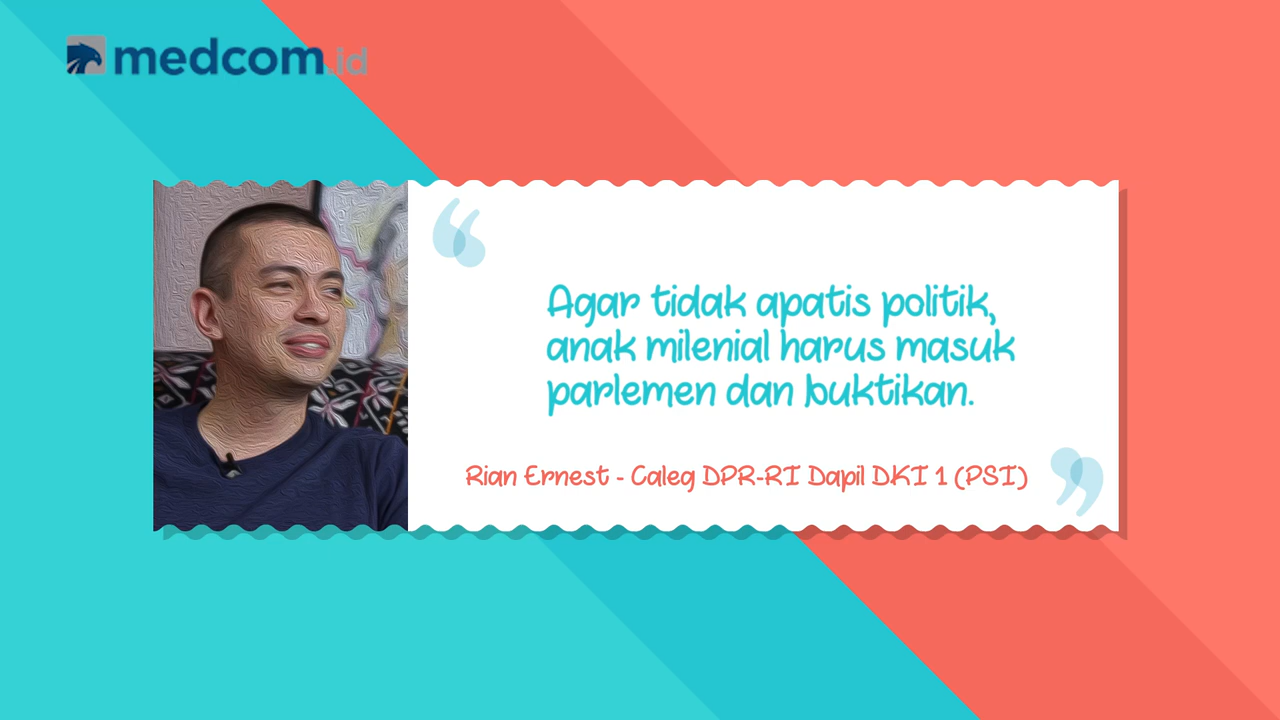 medcom.id
Agar tidak apatis politik,
anak milenial harus masuk
parlemen dan buktikan.
Rian Ernest - Caleg DPR-RI Dapil DKI 1 (PSI)